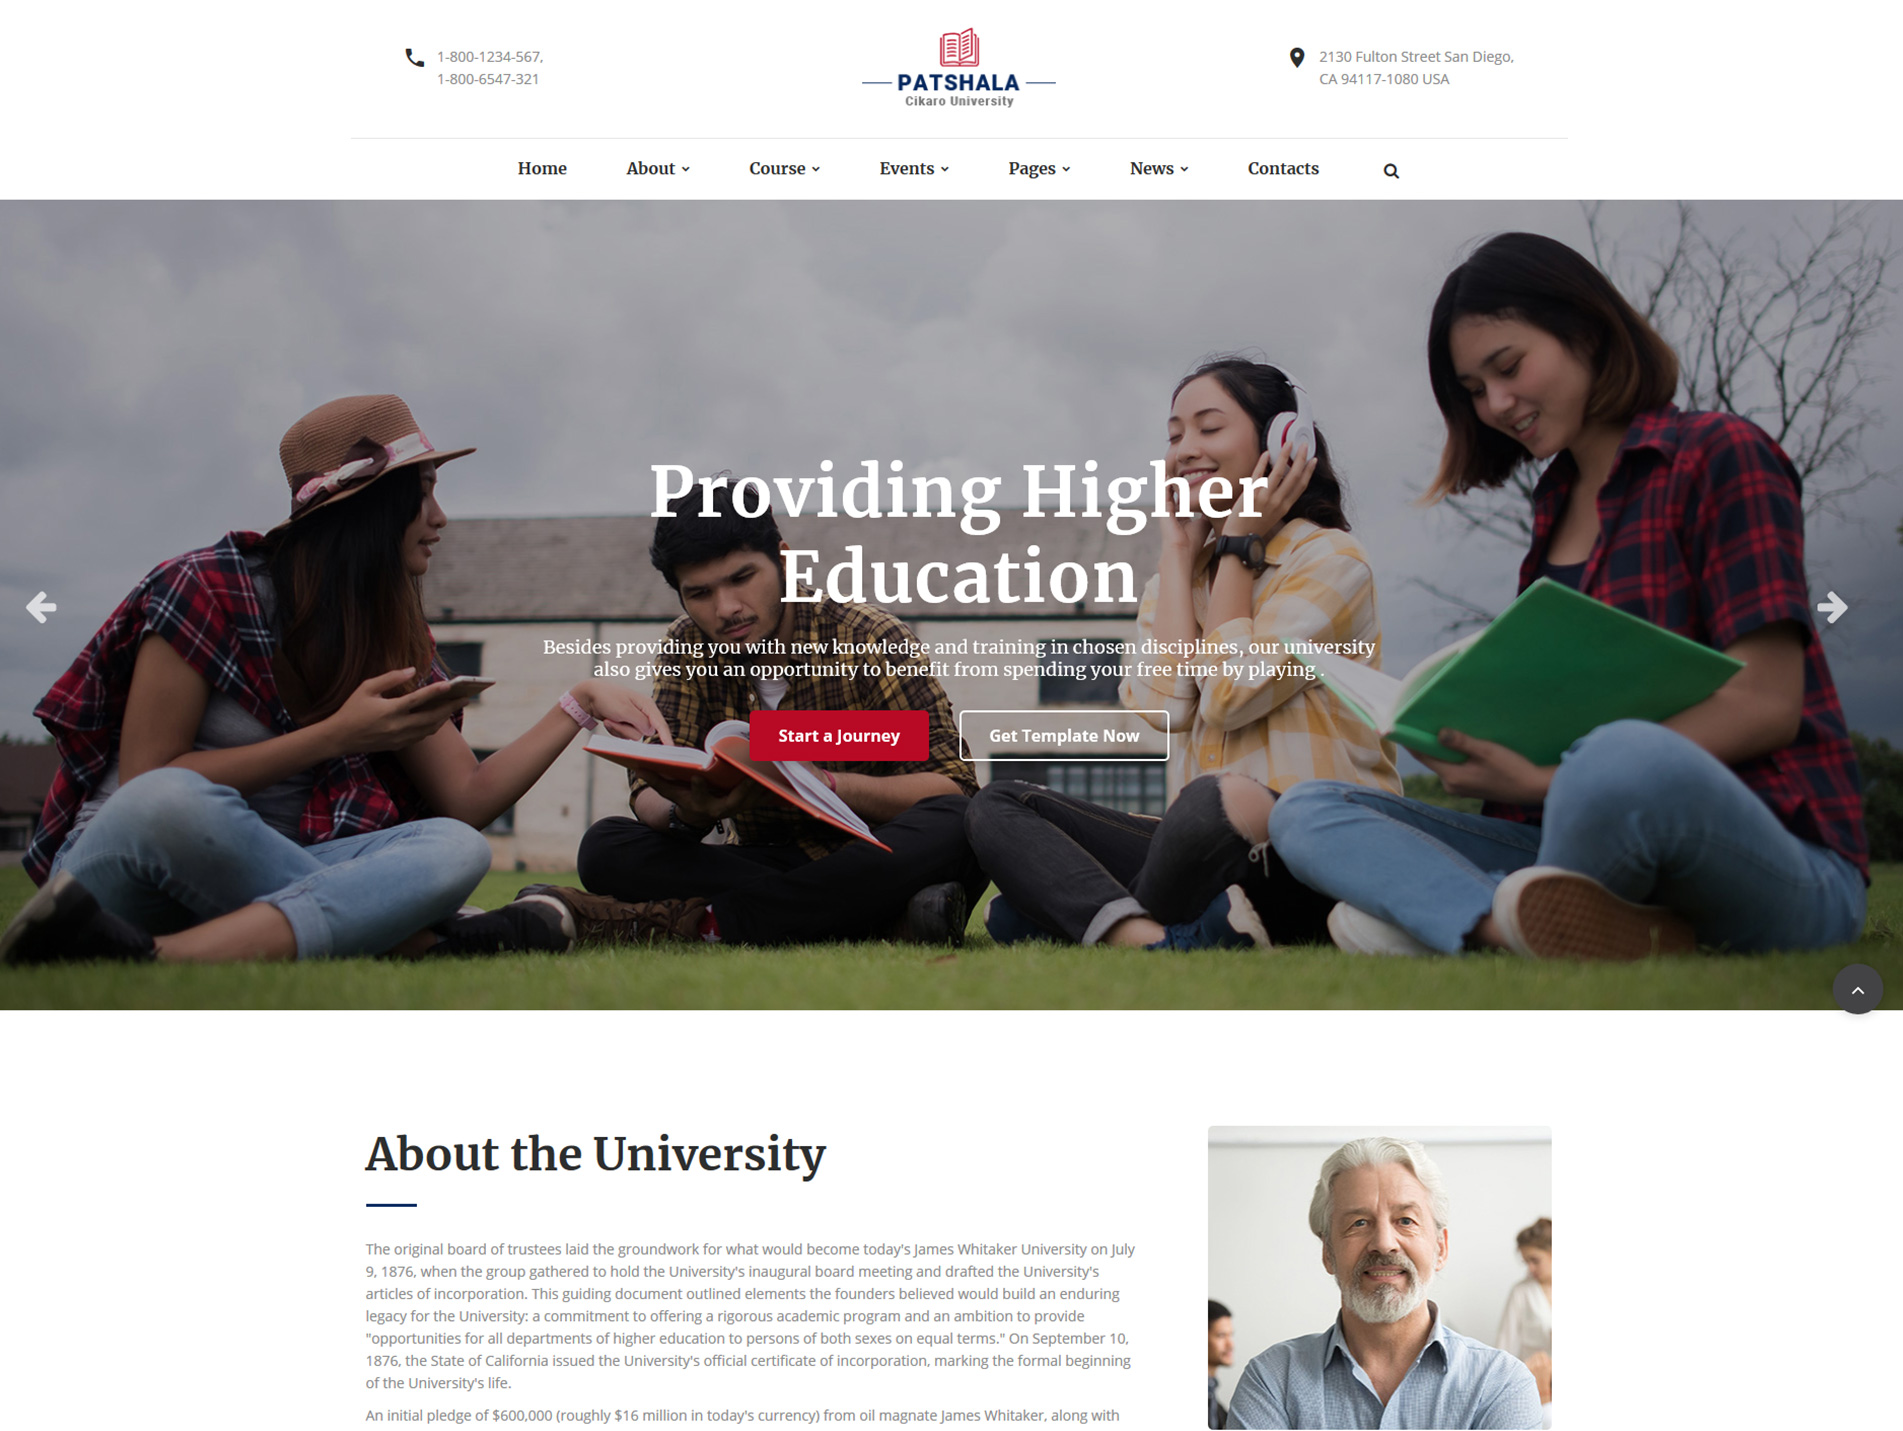 1-800-1234-567,
1-800-6547-321
PATSHALA
Cikaro University
2130 Fulton Street San Diego,
CA 94117-1080 USA
Home About Course Events Pages News Contacts
Providing Higher
Education
Besides providing you with new knowledge and training in chosen disciplines, our university
also gives you an opportunity to benefit from spending your free time by playing .
Start a Journey Get Template Now
About the University
The original board of trustees laid the groundwork for what would become today's James Whitaker University on July
9, 1876, when the group gathered to hold the University's inaugural board meeting and drafted the University's
articles of incorporation. This guiding document outlined elements the founders believed would build an enduring
legacy for the University: a commitment to offering a rigorous academic program and an ambition to provide
"opportunities for all departments of higher education to persons of both sexes on equal terms." On September 10,
1876, the State of California issued the University's official certificate of incorporation, marking the formal beginning
of the University's life.
An initial pledge of $600,000 (roughly $16 million in today's currency) from oil magnate James Whitaker, along with